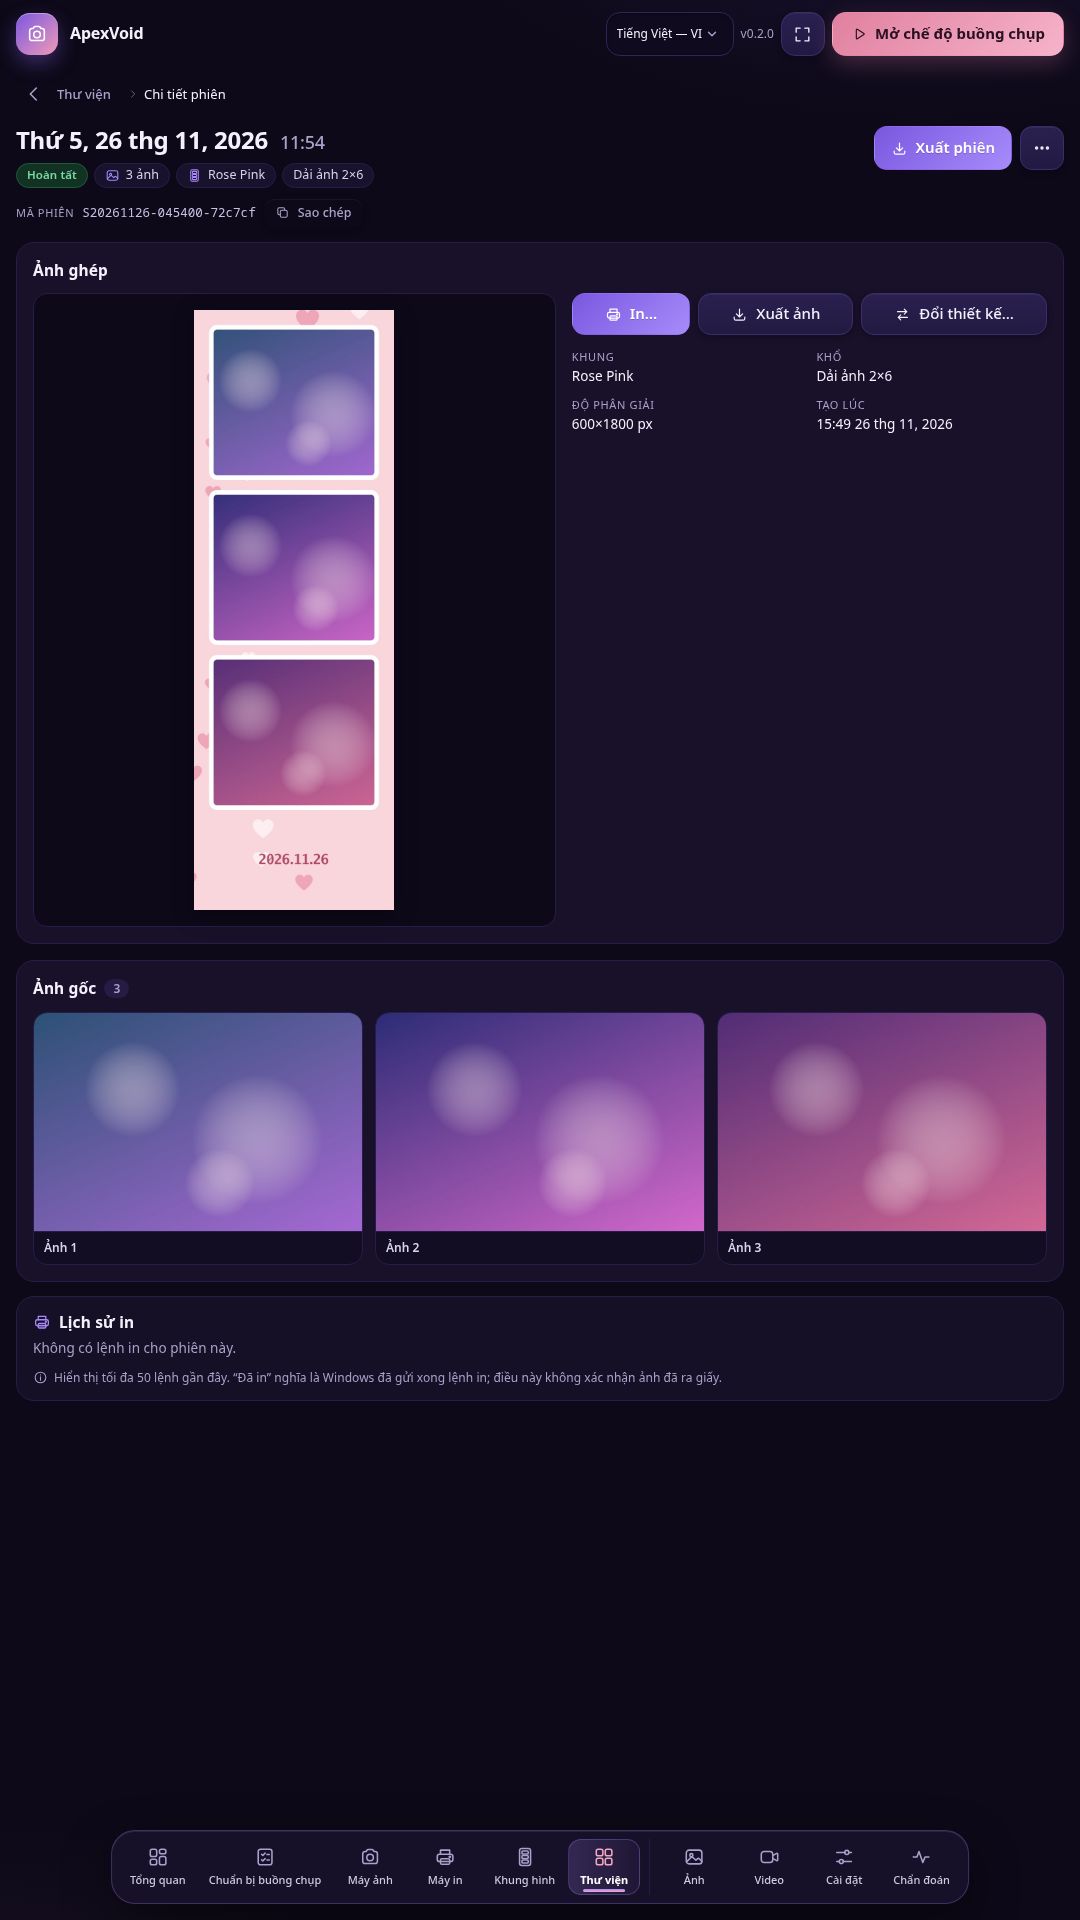 ApexVoid
Tiếng Việt — VI
v0.2.0
Mở chế độ buồng chụp
Thư viện
Chi tiết phiên
Thứ 5, 26 thg 11, 2026 11:54
Xuất phiên
Hoàn tất
3 ảnh
Rose Pink
Dải ảnh 2×6
MÃ PHIÊN S20261126-045400-72c7cf Sao chép
Ảnh ghép
In...
Xuất ảnh
Đổi thiết kế...
KHUNG
Rose Pink
KHỔ
Dải ảnh 2×6
ĐỘ PHÂN GIẢI
600×1800 px
TẠO LÚC
15:49 26 thg 11, 2026
2026.11.26
Ảnh gốc 3
Ảnh 1
Ảnh 2
Ảnh 3
Lịch sử in
Không có lệnh in cho phiên này.
Hiển thị tối đa 50 lệnh gần đây. “Đã in” nghĩa là Windows đã gửi xong lệnh in; điều này không xác nhận ảnh đã ra giấy.
Tổng quan
Chuẩn bị buồng chụp
Máy ảnh
Máy in
Khung hình
Thư viện
Ảnh
Video
Cài đặt
Chẩn đoán